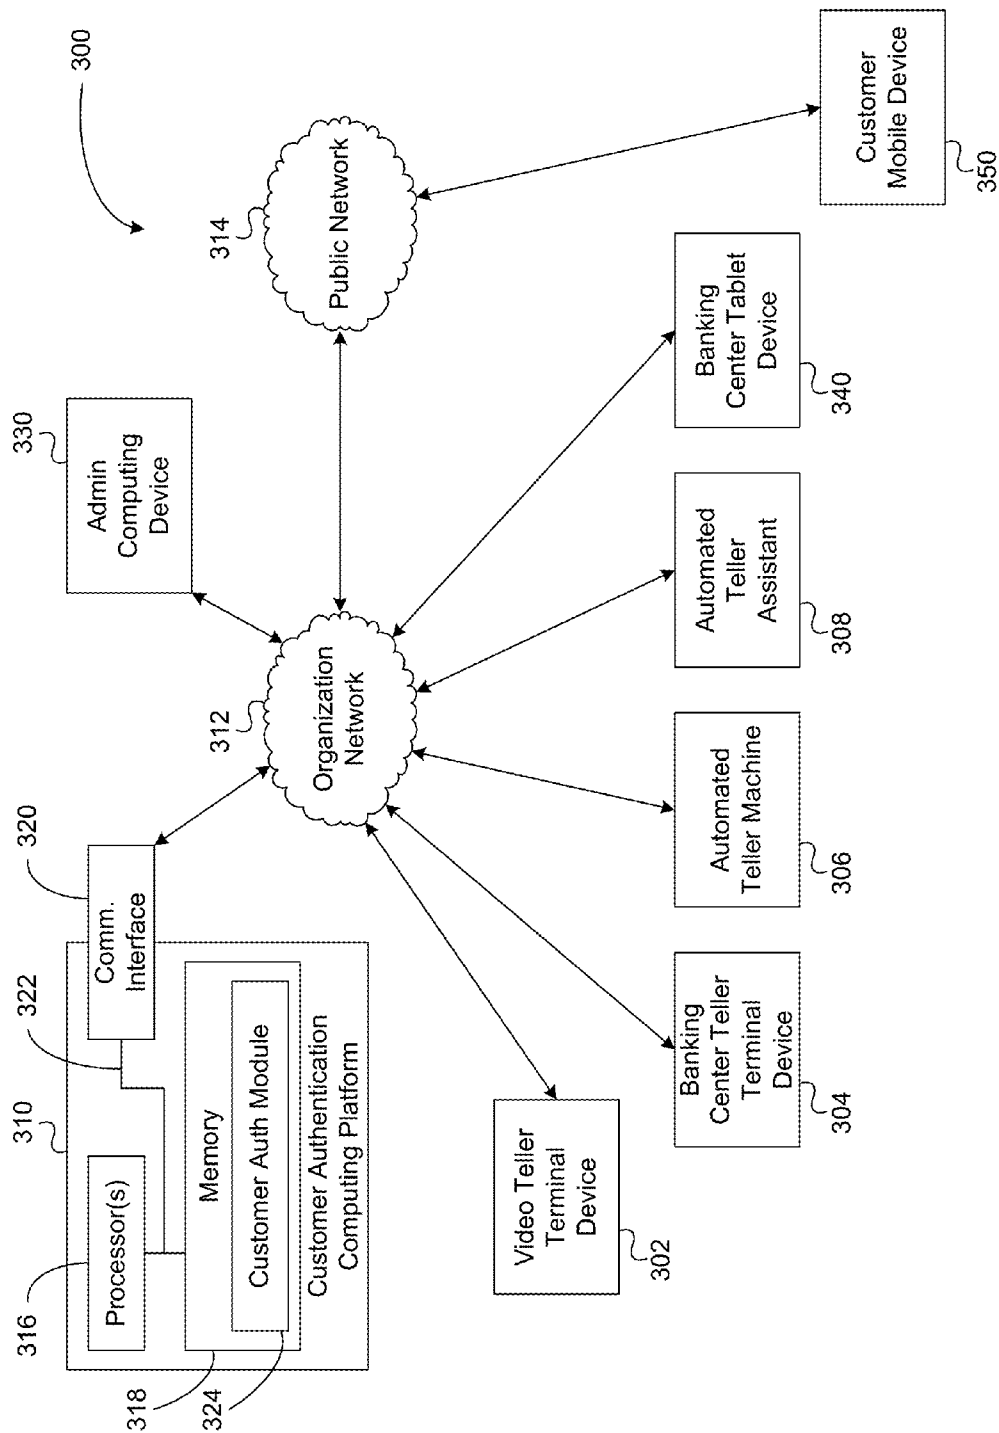 310
322
320
316
Processor(s)
Comm.
Interface
318
Memory
324
Customer Auth Module
Customer Authentication
Computing Platform
330
Admin
Computing
Device
300
312
Organization
Network
314
Public Network
Video Teller
Terminal
Device
302
Banking
Center Teller
Terminal
Device
304
Automated
Teller Machine
306
Automated
Teller
Assistant
308
Banking
Center Tablet
Device
340
Customer
Mobile Device
350